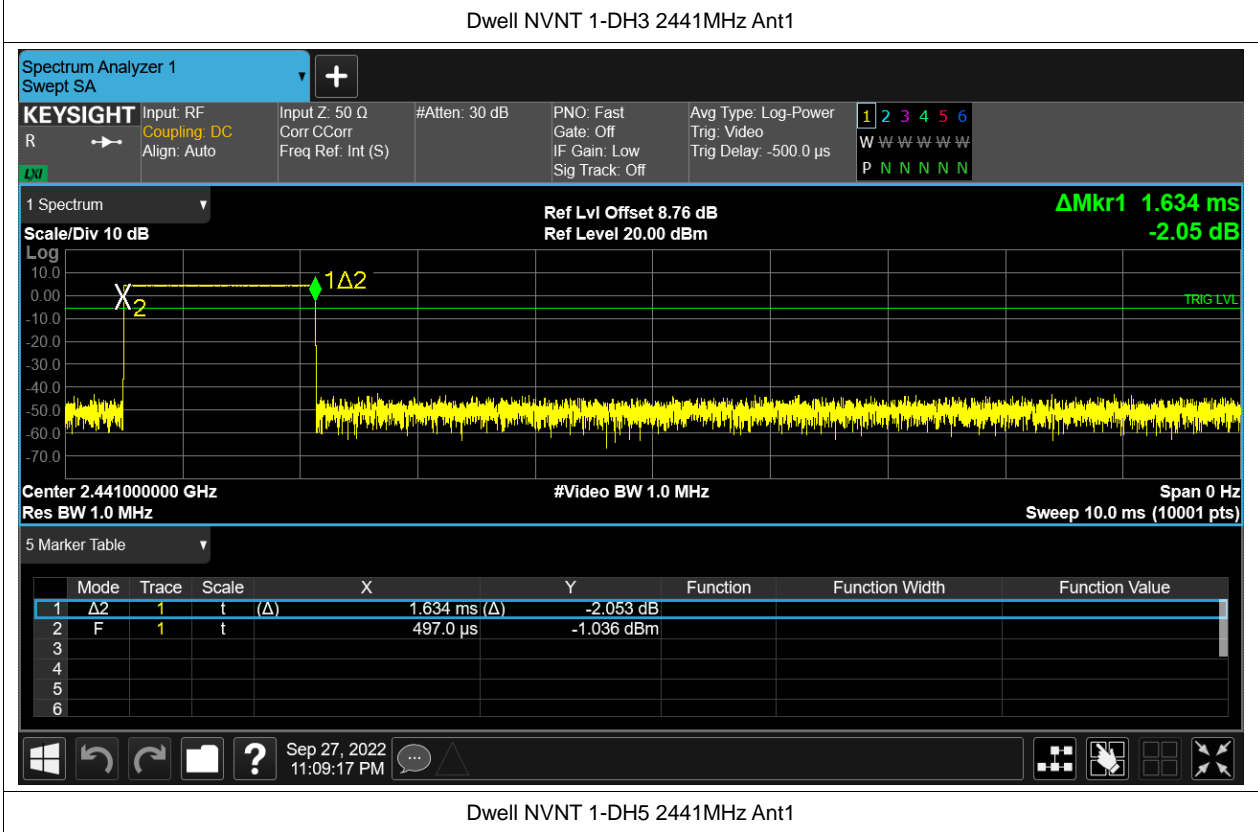 Dwell NVNT 1-DH3 2441MHz Ant1
Spectrum Analyzer 1
Swept SA
KEYSIGHT Input: RF Input Z: 50 Ω #Atten: 30 dB PNO: Fast Avg Type: Log-Power 1 2 3 4 5 6
R Coupling: DC Corr CCorr Gate: Off Trig: Video W W W W W W
Align: Auto Freq Ref: Int (S) IF Gain: Low Trig Delay: -500.0 µs
LXI Sig Track: Off P N N N N N
1 Spectrum Ref Lvl Offset 8.76 dB ΔMkr1 1.634 ms
Scale/Div 10 dB Ref Level 20.00 dBm -2.05 dB
Log
10.0
0.00
-10.0
-20.0
-30.0
-40.0
-50.0
-60.0
-70.0
1Δ2
X2
TRIG LVL
Center 2.441000000 GHz #Video BW 1.0 MHz Span 0 Hz
Res BW 1.0 MHz Sweep 10.0 ms (10001 pts)
5 Marker Table
Mode Trace Scale X Y Function Function Width Function Value
1 Δ2 1 t (Δ) 1.634 ms (Δ) -2.053 dB
2 F 1 t 497.0 µs -1.036 dBm
3
4
5
6
? Sep 27, 2022
11:09:17 PM
Dwell NVNT 1-DH5 2441MHz Ant1